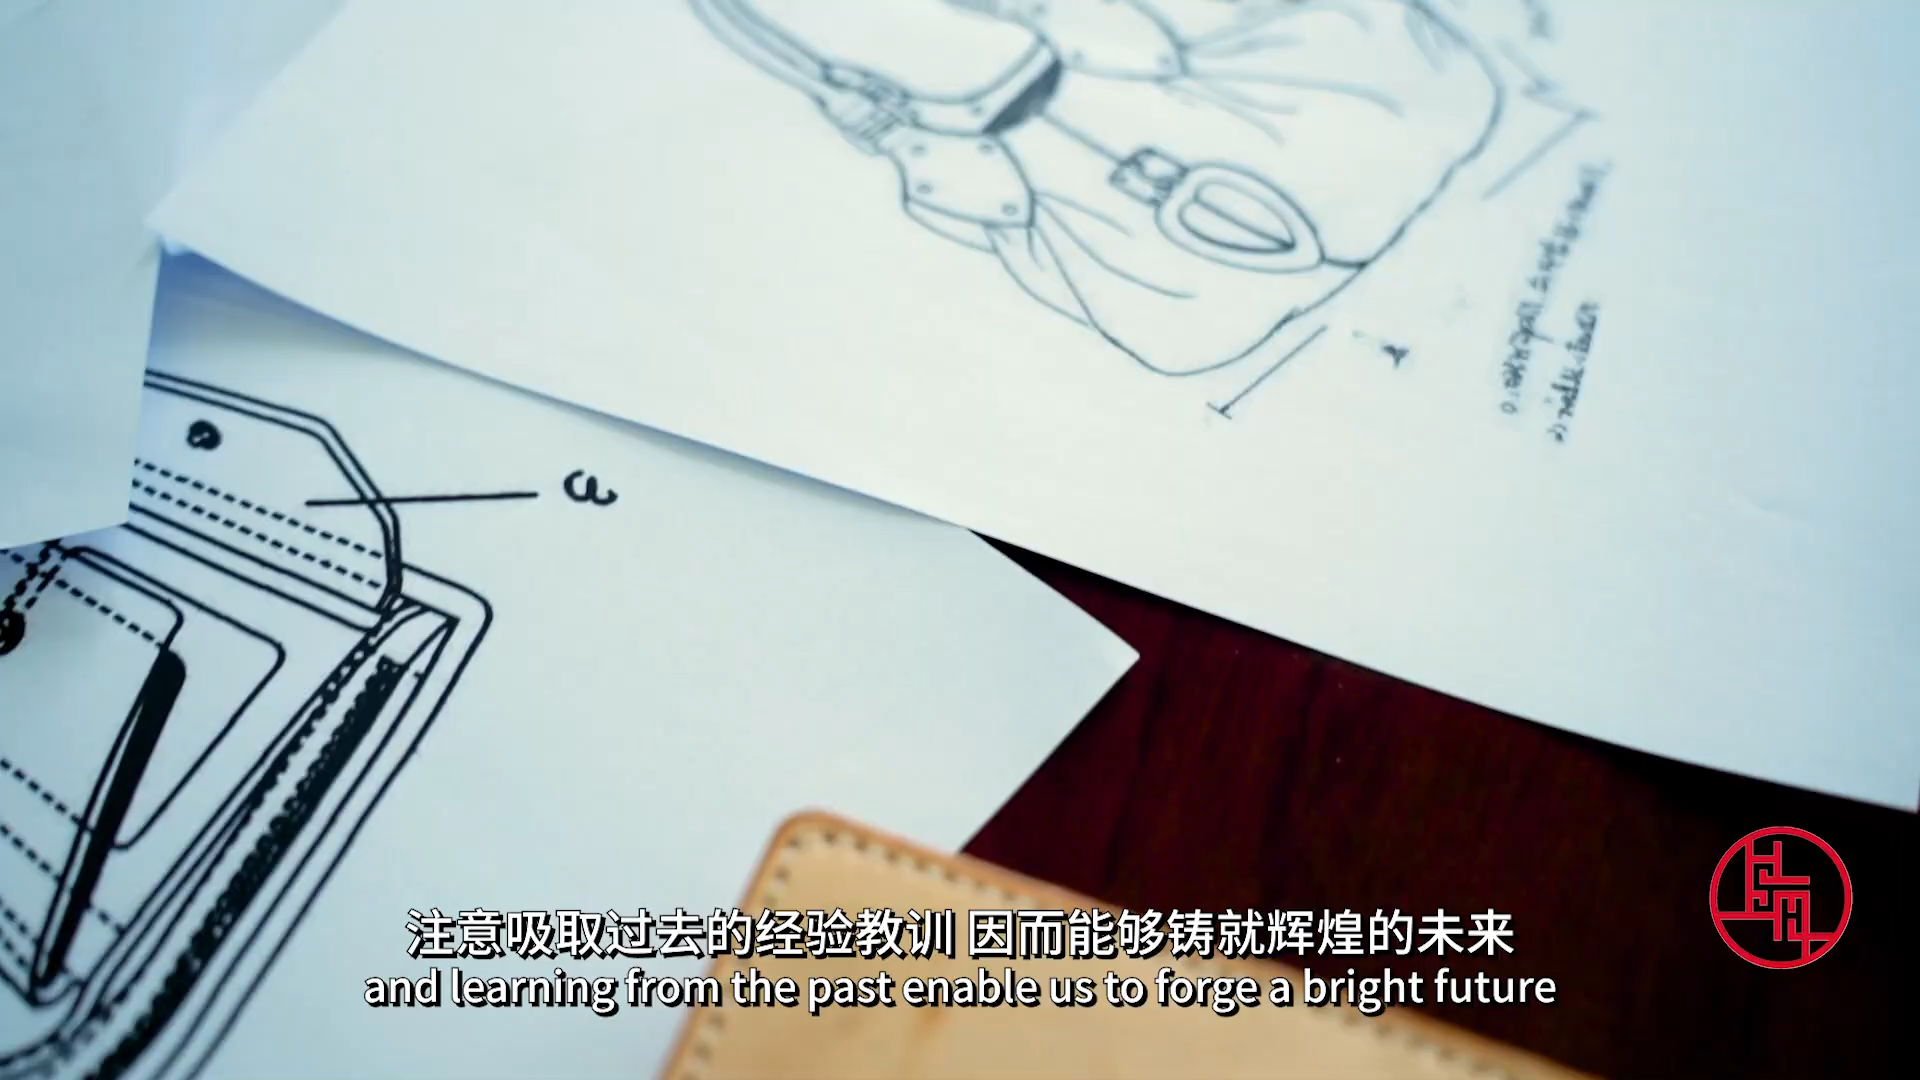 3
注意吸取过去的经验教训 因而能够铸就辉煌的未来
and learning from the past enable us to forge a bright future